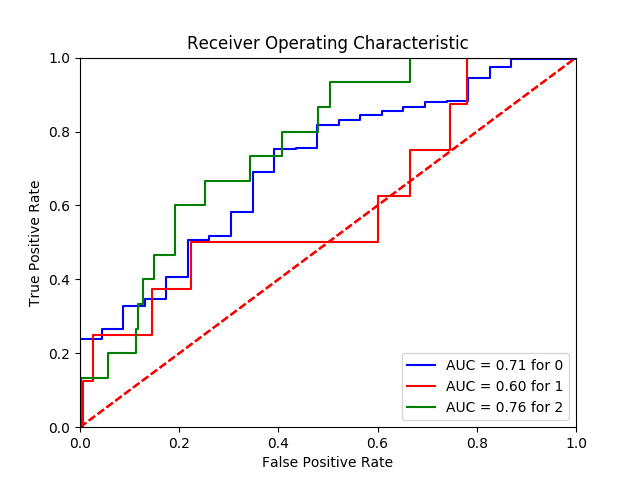 Receiver Operating Characteristic
True Positive Rate
1.0
0.8
0.6
0.4
0.2
0.0
AUC = 0.71 for 0
AUC = 0.60 for 1
AUC = 0.76 for 2
0.0 0.2 0.4 0.6 0.8 1.0
False Positive Rate